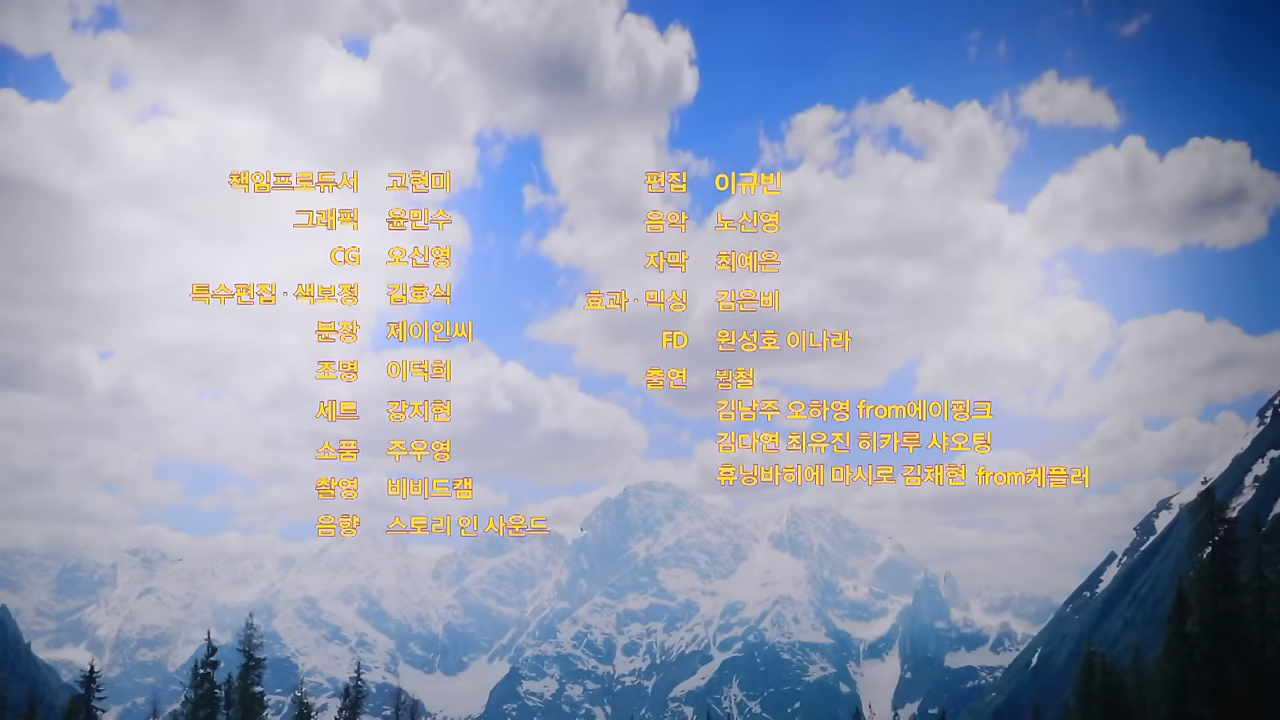 책임프로듀서 고현미
그래픽 윤민수
CG 오신영
특수편집·색보정 김효식
분장 제이인씨
조명 이덕희
세트 강지현
소품 주우영
촬영 비비드캠
음향 스토리 인 사운드
편집 이규빈
음악 노신영
자막 최예은
효과·믹싱 김은비
FD 원성호 이나라
출연 뷥철
김남주 오하영 from에이핑크
김다연 최유진 히카루 샤오팅
휴닝바히에 마시로 김채현 from케플러